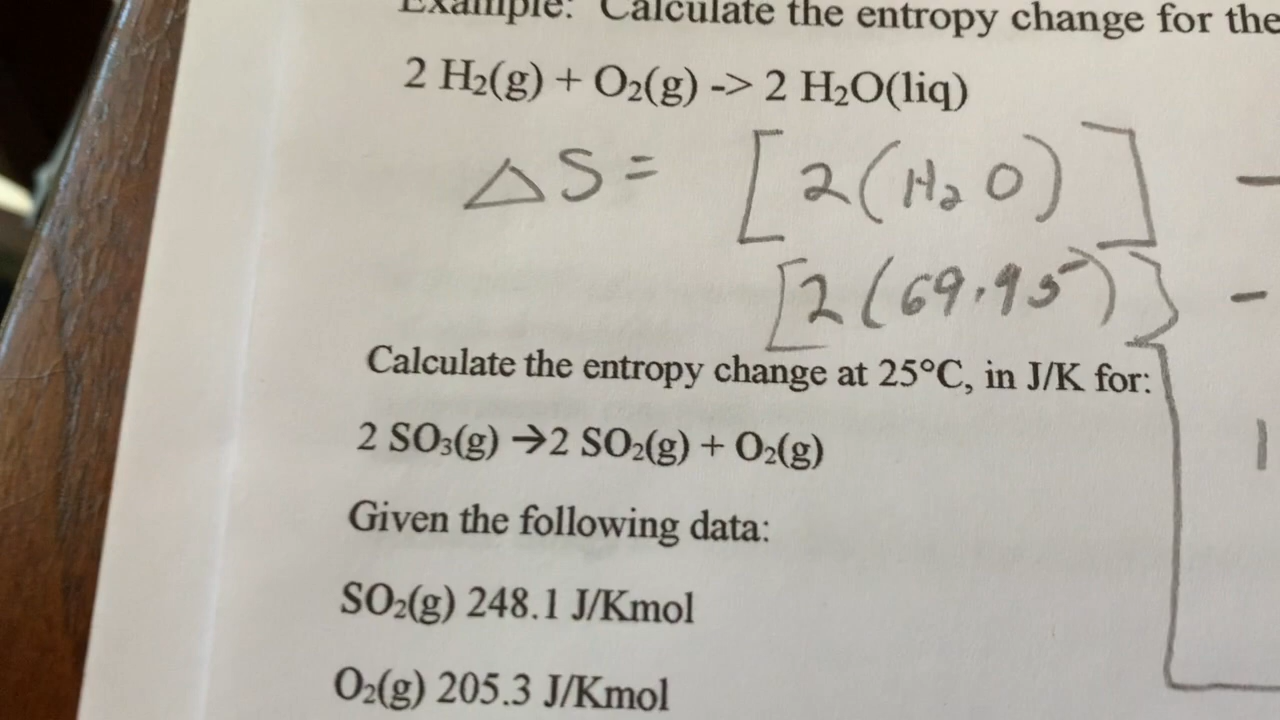 Example: Calculate the entropy change for the
2 H₂(g) + O₂(g) -> 2 H₂O(liq)
△S = [2(H₂O)] -
[2(69.95)] -
Calculate the entropy change at 25°C, in J/K for:
2 SO₃(g) →2 SO₂(g) + O₂(g)
Given the following data:
SO₂(g) 248.1 J/Kmol
O₂(g) 205.3 J/Kmol